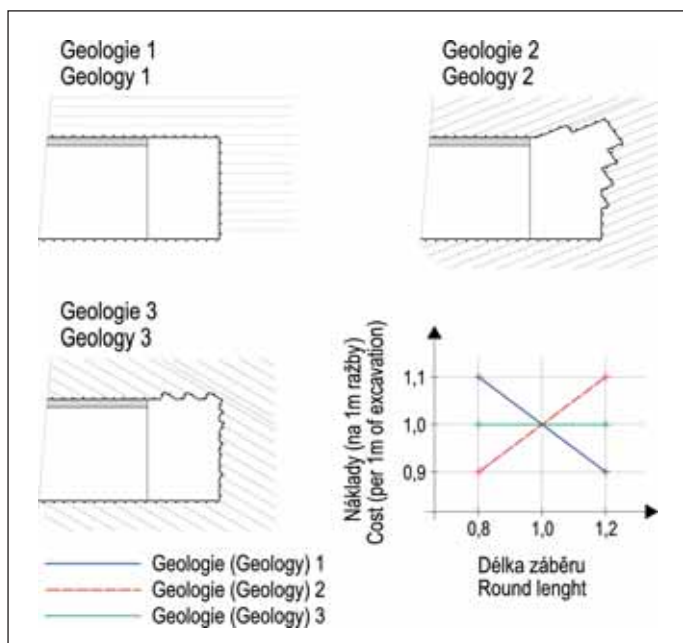 Geologie 1
Geology 1
Geologie 2
Geology 2
Geologie 3
Geology 3
Náklady (na 1m ražby)
Cost (per 1m of excavation)
1,1
1,0
0,9
0,8 1,0 1,2
Délka záběru
Round lenght
Geologie (Geology) 1
Geologie (Geology) 2
Geologie (Geology) 3